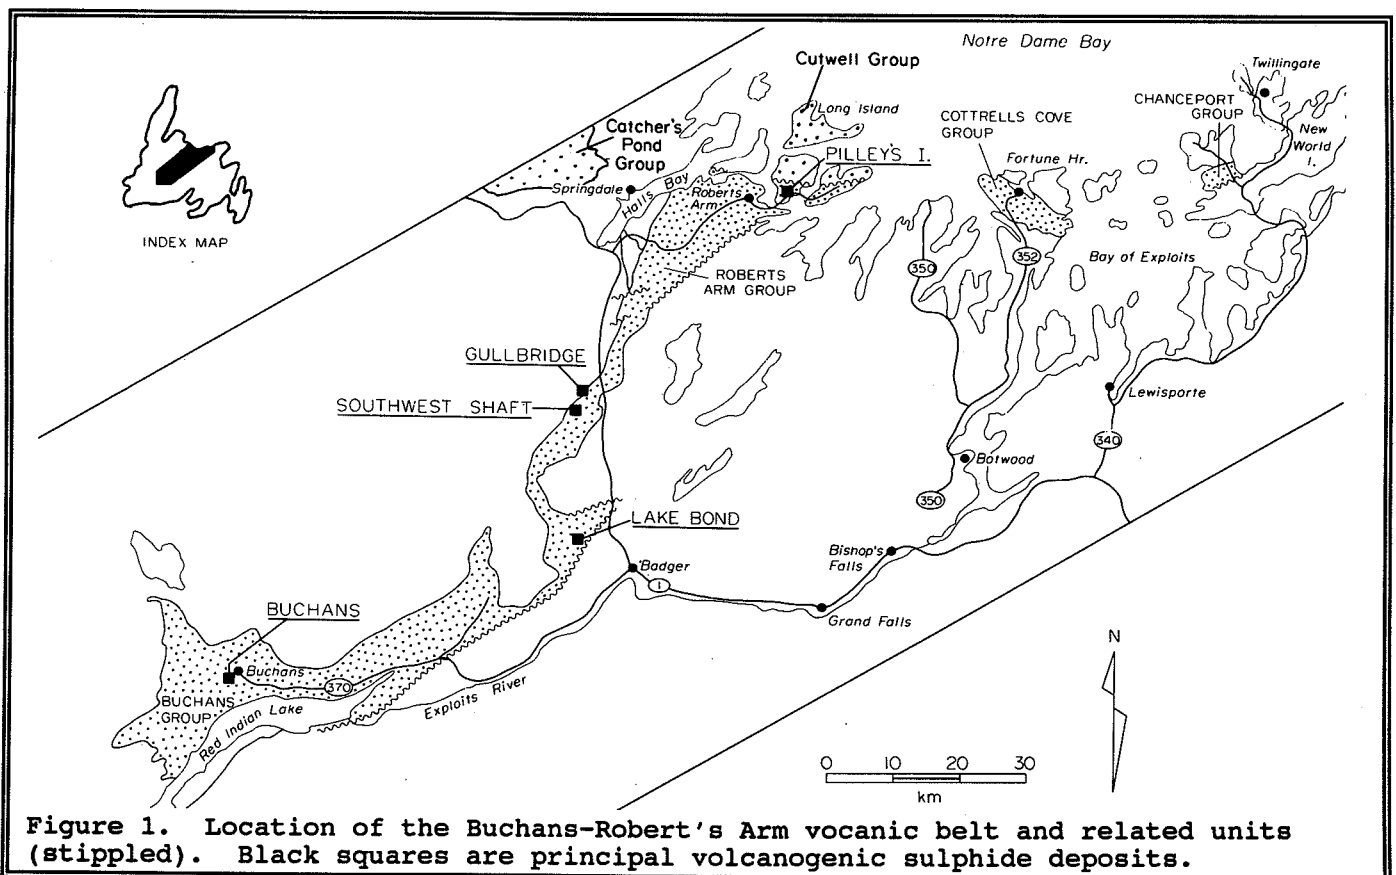 Notre Dame Bay
Cutwell Group
Twillingate
Long Island
CHANCEPORT
GROUP
COTTRELLS COVE
GROUP
New
World
I.
Catcher's
Pond
Group
PILLEY'S I.
Fortune Hr.
Springdale
Halls Bay
Roberts
Arm
INDEX MAP
350
352
Bay of Exploits
ROBERTS
ARM GROUP
GULLBRIDGE
SOUTHWEST SHAFT
Lewisporte
340
Botwood
350
LAKE BOND
Bishop's
Falls
Badger
1
Grand Falls
BUCHANS
Buchans
370
BUCHANS
GROUP
Red Indian Lake
Exploits River
N
0 10 20 30
km
Figure 1. Location of the Buchans-Robert's Arm vocanic belt and related units
(stippled). Black squares are principal volcanogenic sulphide deposits.